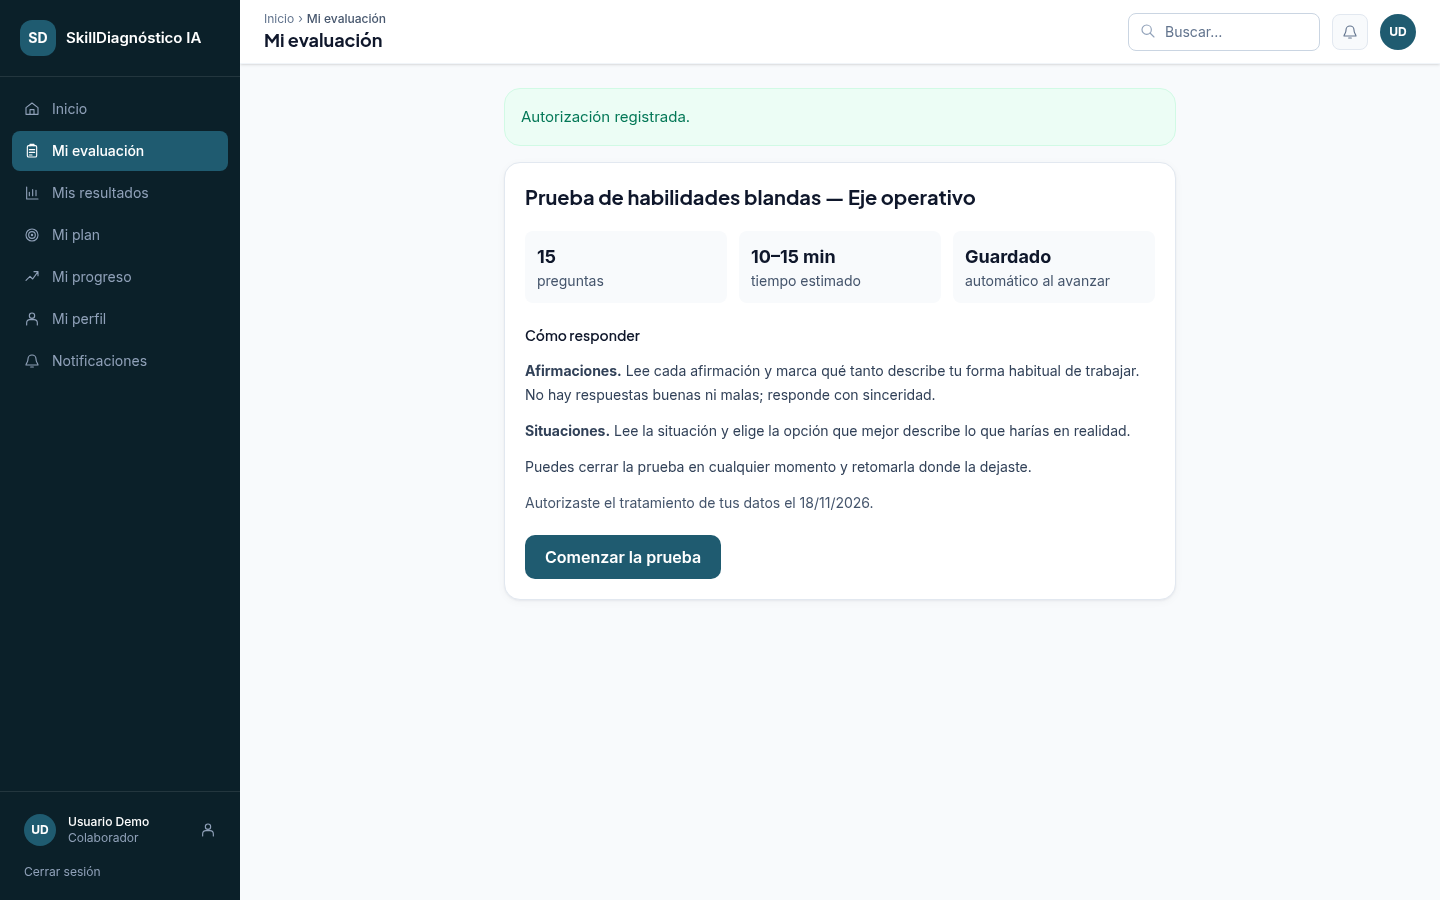 SD
SkillDiagnóstico IA
Inicio
Mi evaluación
Mis resultados
Mi plan
Mi progreso
Mi perfil
Notificaciones
UD
Usuario Demo
Colaborador
Cerrar sesión
Inicio › Mi evaluación
Mi evaluación
Buscar...
UD
Autorización registrada.
Prueba de habilidades blandas — Eje operativo
15
preguntas
10–15 min
tiempo estimado
Guardado
automático al avanzar
Cómo responder
Afirmaciones. Lee cada afirmación y marca qué tanto describe tu forma habitual de trabajar.
No hay respuestas buenas ni malas; responde con sinceridad.
Situaciones. Lee la situación y elige la opción que mejor describe lo que harías en realidad.
Puedes cerrar la prueba en cualquier momento y retomarla donde la dejaste.
Autorizaste el tratamiento de tus datos el 18/11/2026.
Comenzar la prueba